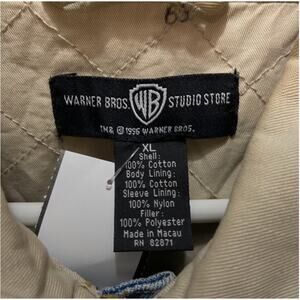 63
WARNER BROS. WB STUDIO STORE
TM& © 1996 WARNER BROS.
XL
Shell:
100% Cotton
Body Lining:
100% Cotton
Sleeve Lining:
100% Nylon
Filler:
100% Polyester
Made in Macau
RN 82871